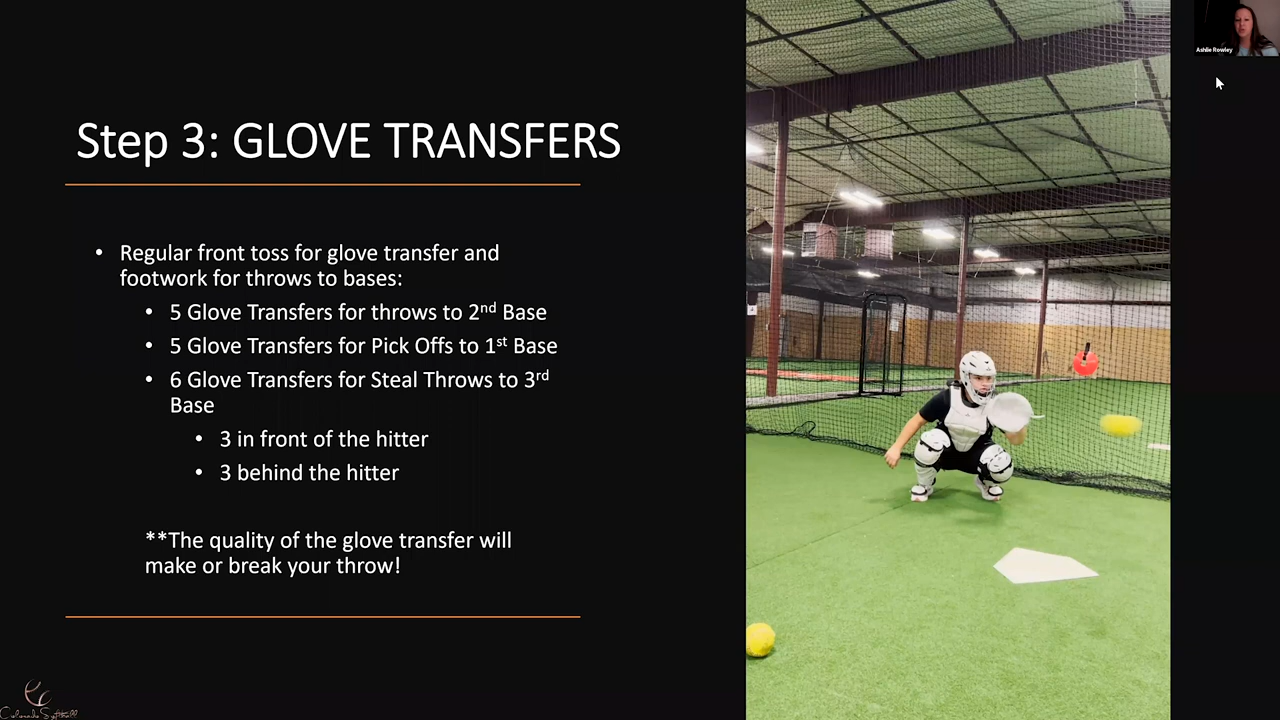 Ashlie Rowley
Step 3: GLOVE TRANSFERS
• Regular front toss for glove transfer and
footwork for throws to bases:
• 5 Glove Transfers for throws to 2nd Base
• 5 Glove Transfers for Pick Offs to 1st Base
• 6 Glove Transfers for Steal Throws to 3rd
Base
• 3 in front of the hitter
• 3 behind the hitter
**The quality of the glove transfer will
make or break your throw!